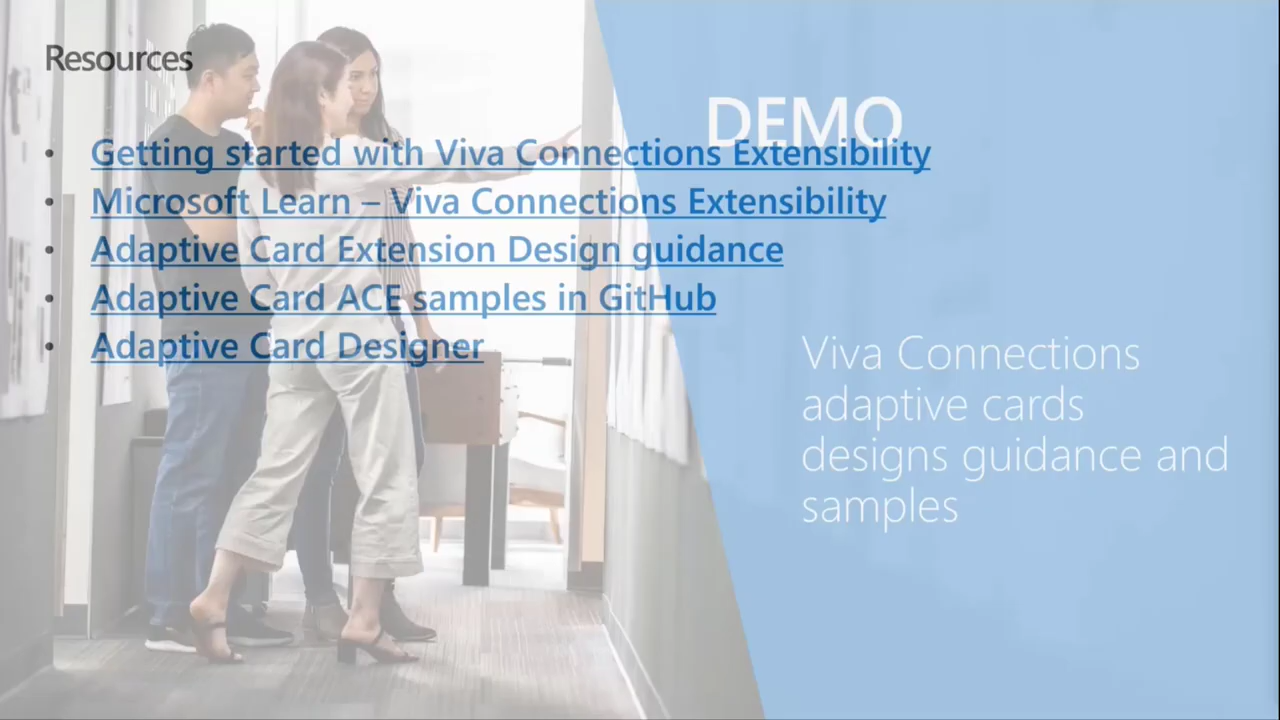 Resources
DEMO
Getting started with Viva Connections Extensibility
Microsoft Learn – Viva Connections Extensibility
Adaptive Card Extension Design guidance
Adaptive Card ACE samples in GitHub
Adaptive Card Designer
Viva Connections
adaptive cards
designs guidance and
samples